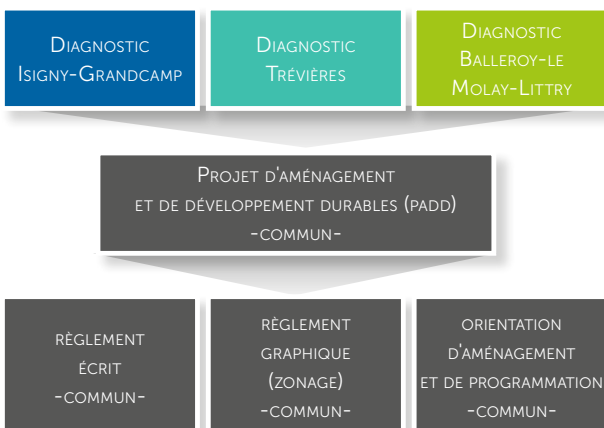 Diagnostic
Isigny-Grandcamp
Diagnostic
Trévières
Diagnostic
Balleroy-le
Molay-Littry
Projet d'aménagement
et de développement durables (padd)
-commun-
règlement
écrit
-commun-
règlement
graphique
(zonage)
-commun-
orientation
d'aménagement
et de programmation
-commun-